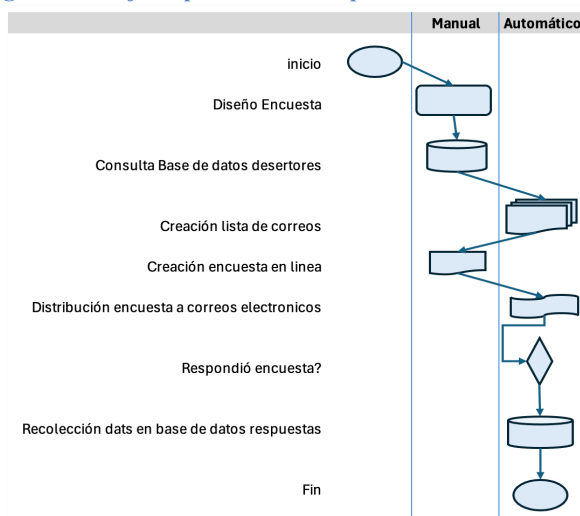 Manual Automático
inicio
Diseño Encuesta
Consulta Base de datos desertores
Creación lista de correos
Creación encuesta en linea
Distribución encuesta a correos electronicos
Respondió encuesta?
Recolección dats en base de datos respuestas
Fin